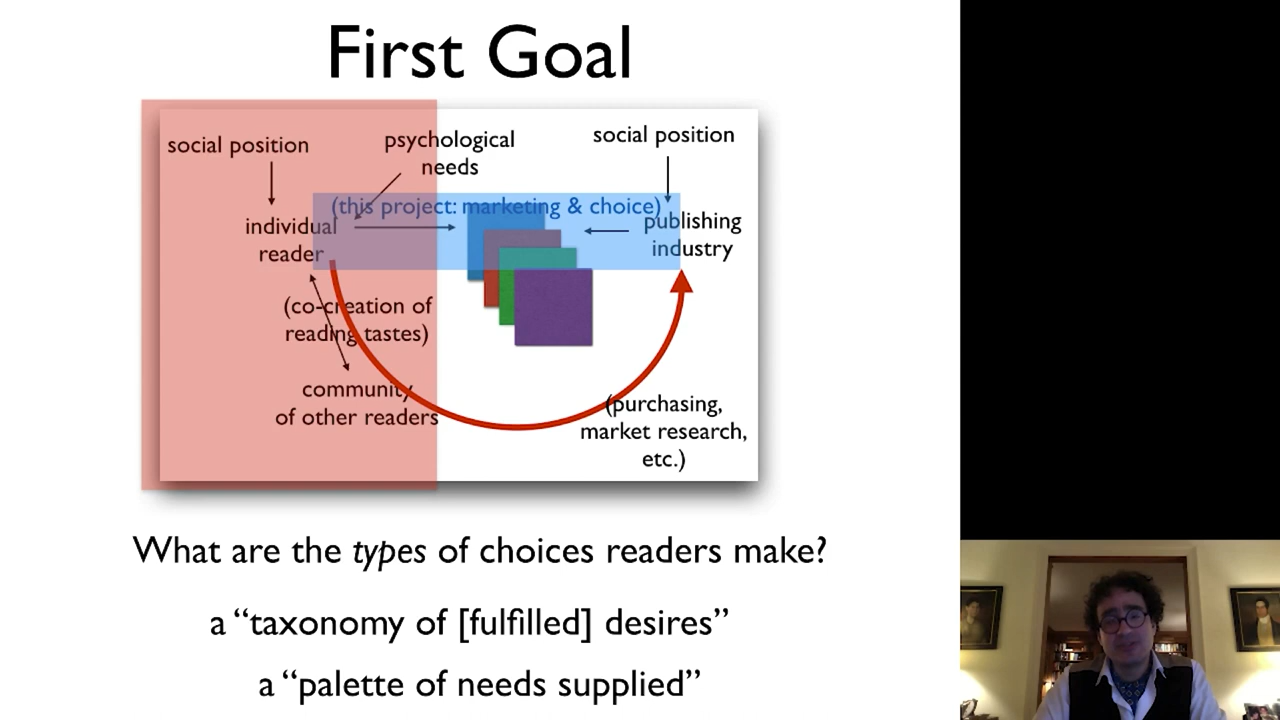 First Goal
social position
psychological
needs
social position
(this project: marketing & choice)
individual
reader
publishing
industry
(co-creation of
reading tastes)
community
of other readers
(purchasing,
market research,
etc.)
What are the types of choices readers make?
a “taxonomy of [fulfilled] desires”
a “palette of needs supplied”